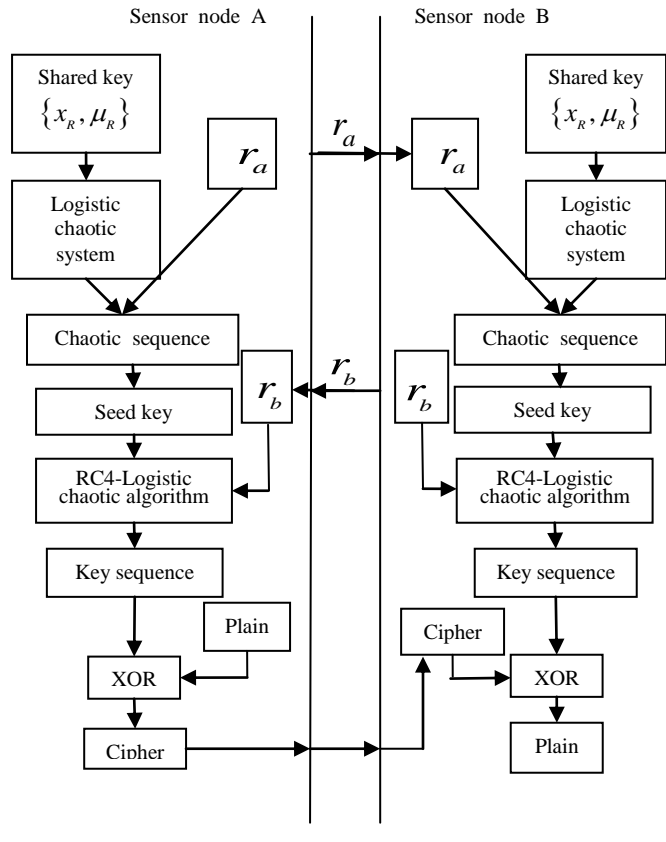 Sensor node A
Sensor node B
Shared key
{x_R, μ_R}
Shared key
{x_R, μ_R}
r_a
r_a
r_a
Logistic
chaotic
system
Logistic
chaotic
system
Chaotic sequence
Chaotic sequence
r_b
r_b
r_b
Seed key
Seed key
RC4-Logistic
chaotic algorithm
RC4-Logistic
chaotic algorithm
Key sequence
Key sequence
Plain
Cipher
XOR
XOR
Cipher
Plain